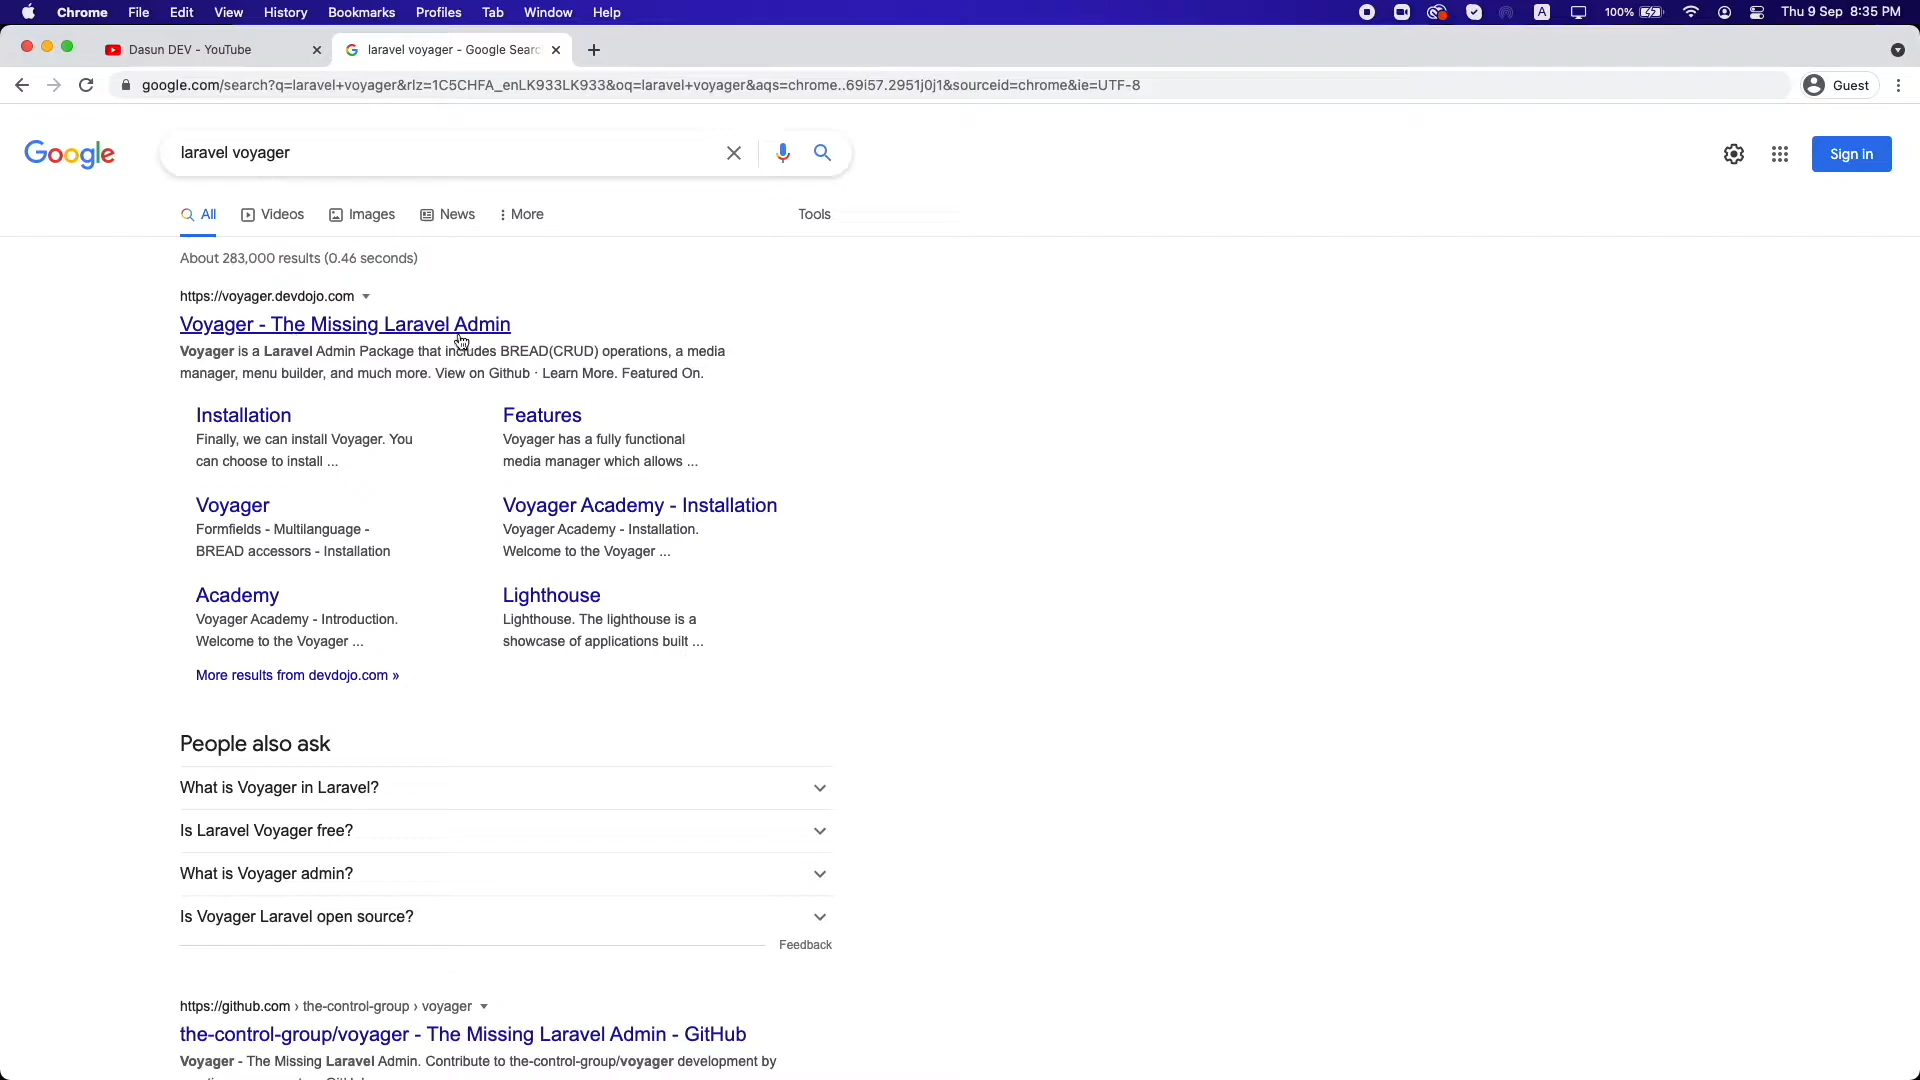 Chrome File Edit View History Bookmarks Profiles Tab Window Help A 100% Thu 9 Sep 8:35 PM
Dasun DEV - YouTube laravel voyager - Google Searc
google.com/search?q=laravel+voyager&rlz=1C5CHFA_enLK933LK933&oq=laravel+voyager&aqs=chrome..69i57.2951j0j1&sourceid=chrome&ie=UTF-8 Guest
Google laravel voyager Sign in
All Videos Images News More Tools
About 283,000 results (0.46 seconds)
https://voyager.devdojo.com
Voyager - The Missing Laravel Admin
Voyager is a Laravel Admin Package that includes BREAD(CRUD) operations, a media
manager, menu builder, and much more. View on Github · Learn More. Featured On.
Installation
Finally, we can install Voyager. You
can choose to install ...
Features
Voyager has a fully functional
media manager which allows ...
Voyager
Formfields - Multilanguage -
BREAD accessors - Installation
Voyager Academy - Installation
Voyager Academy - Installation.
Welcome to the Voyager ...
Academy
Voyager Academy - Introduction.
Welcome to the Voyager ...
Lighthouse
Lighthouse. The lighthouse is a
showcase of applications built ...
More results from devdojo.com »
People also ask
What is Voyager in Laravel?
Is Laravel Voyager free?
What is Voyager admin?
Is Voyager Laravel open source?
Feedback
https://github.com › the-control-group › voyager
the-control-group/voyager - The Missing Laravel Admin - GitHub
Voyager - The Missing Laravel Admin. Contribute to the-control-group/voyager development by